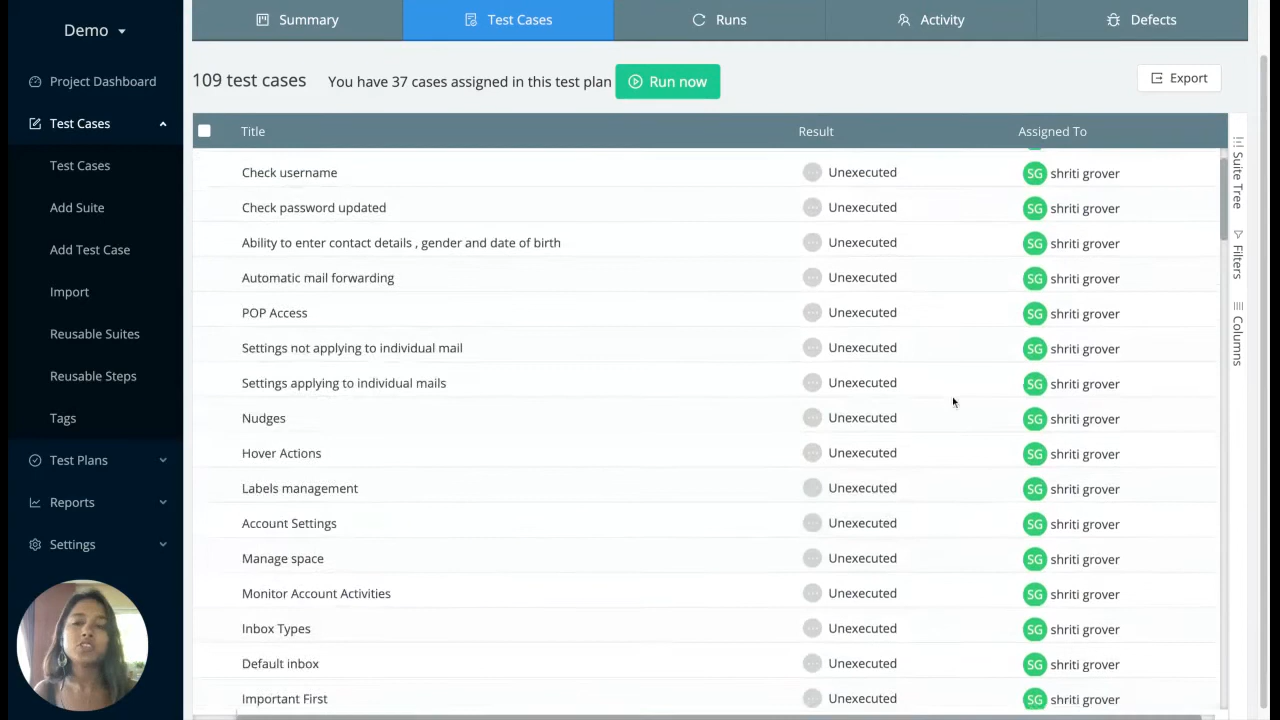 Demo
Project Dashboard
Test Cases
Test Cases
Add Suite
Add Test Case
Import
Reusable Suites
Reusable Steps
Tags
Test Plans
Reports
Settings
Summary Test Cases Runs Activity Defects
109 test cases You have 37 cases assigned in this test plan Run now Export
Title Result Assigned To
Check username Unexecuted SG shriti grover
Check password updated Unexecuted SG shriti grover
Ability to enter contact details , gender and date of birth Unexecuted SG shriti grover
Automatic mail forwarding Unexecuted SG shriti grover
POP Access Unexecuted SG shriti grover
Settings not applying to individual mail Unexecuted SG shriti grover
Settings applying to individual mails Unexecuted SG shriti grover
Nudges Unexecuted SG shriti grover
Hover Actions Unexecuted SG shriti grover
Labels management Unexecuted SG shriti grover
Account Settings Unexecuted SG shriti grover
Manage space Unexecuted SG shriti grover
Monitor Account Activities Unexecuted SG shriti grover
Inbox Types Unexecuted SG shriti grover
Default inbox Unexecuted SG shriti grover
Important First Unexecuted SG shriti grover
Suite Tree
Filters
Columns